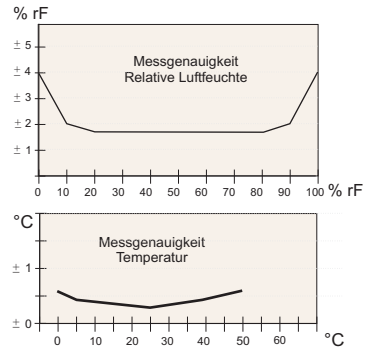 % rF
± 5
± 4
± 3
± 2
± 1
Messgenauigkeit
Relative Luftfeuchte
0 10 20 30 40 50 60 70 80 90 100 % rF
°C
± 1
± 0
Messgenauigkeit
Temperatur
0 10 20 30 40 50 60 °C